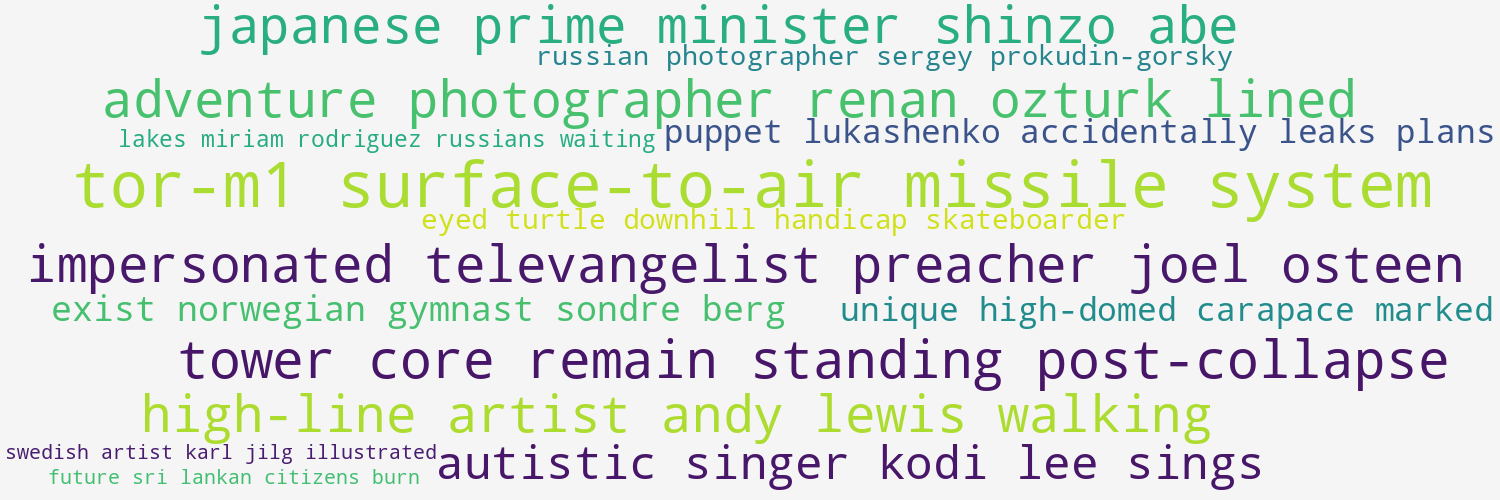 japanese prime minister shinzo abe
russian photographer sergey prokudin-gorsky
adventure photographer renan ozturk lined
lakes miriam rodriguez russians waiting
puppet lukashenko accidentally leaks plans
tor-m1 surface-to-air missile system
eyed turtle downhill handicap skateboarder
impersonated televangelist preacher joel osteen
exist norwegian gymnast sondre berg
unique high-domed carapace marked
tower core remain standing post-collapse
high-line artist andy lewis walking
swedish artist karl jilg illustrated
autistic singer kodi lee sings
future sri lankan citizens burn